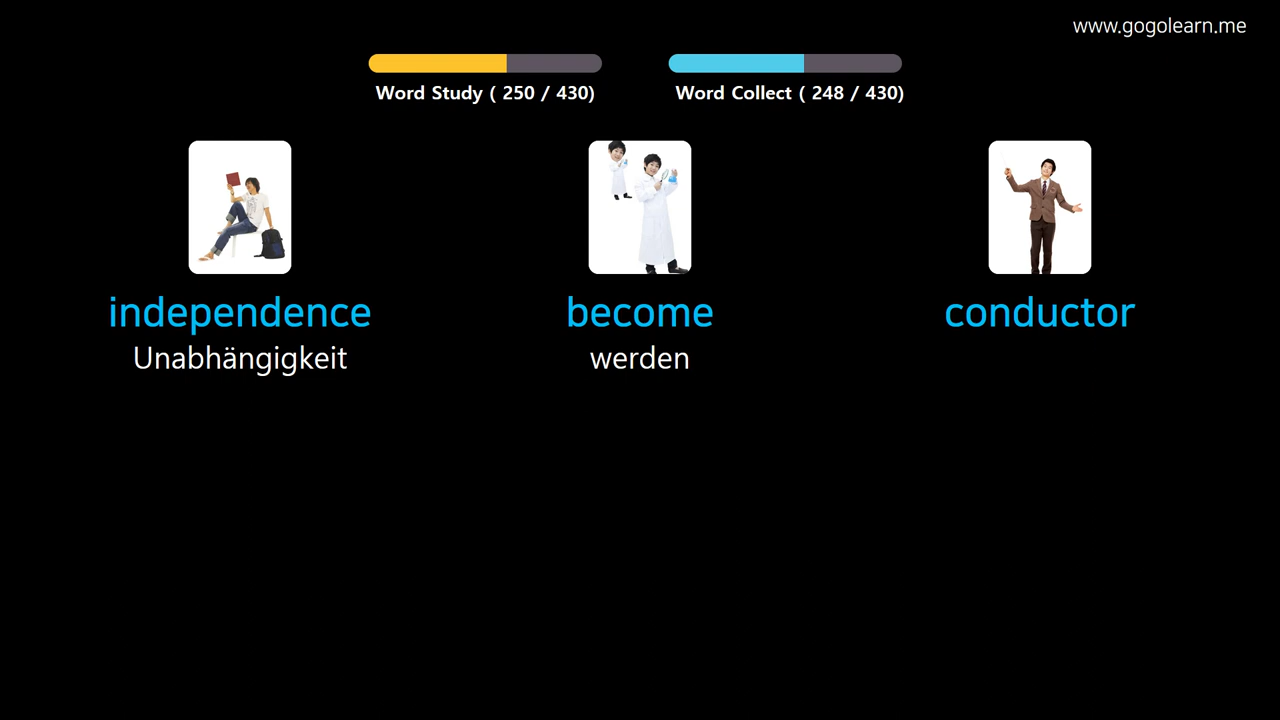 www.gogolearn.me
Word Study ( 250 / 430)
Word Collect ( 248 / 430)
independence
Unabhängigkeit
become
werden
conductor